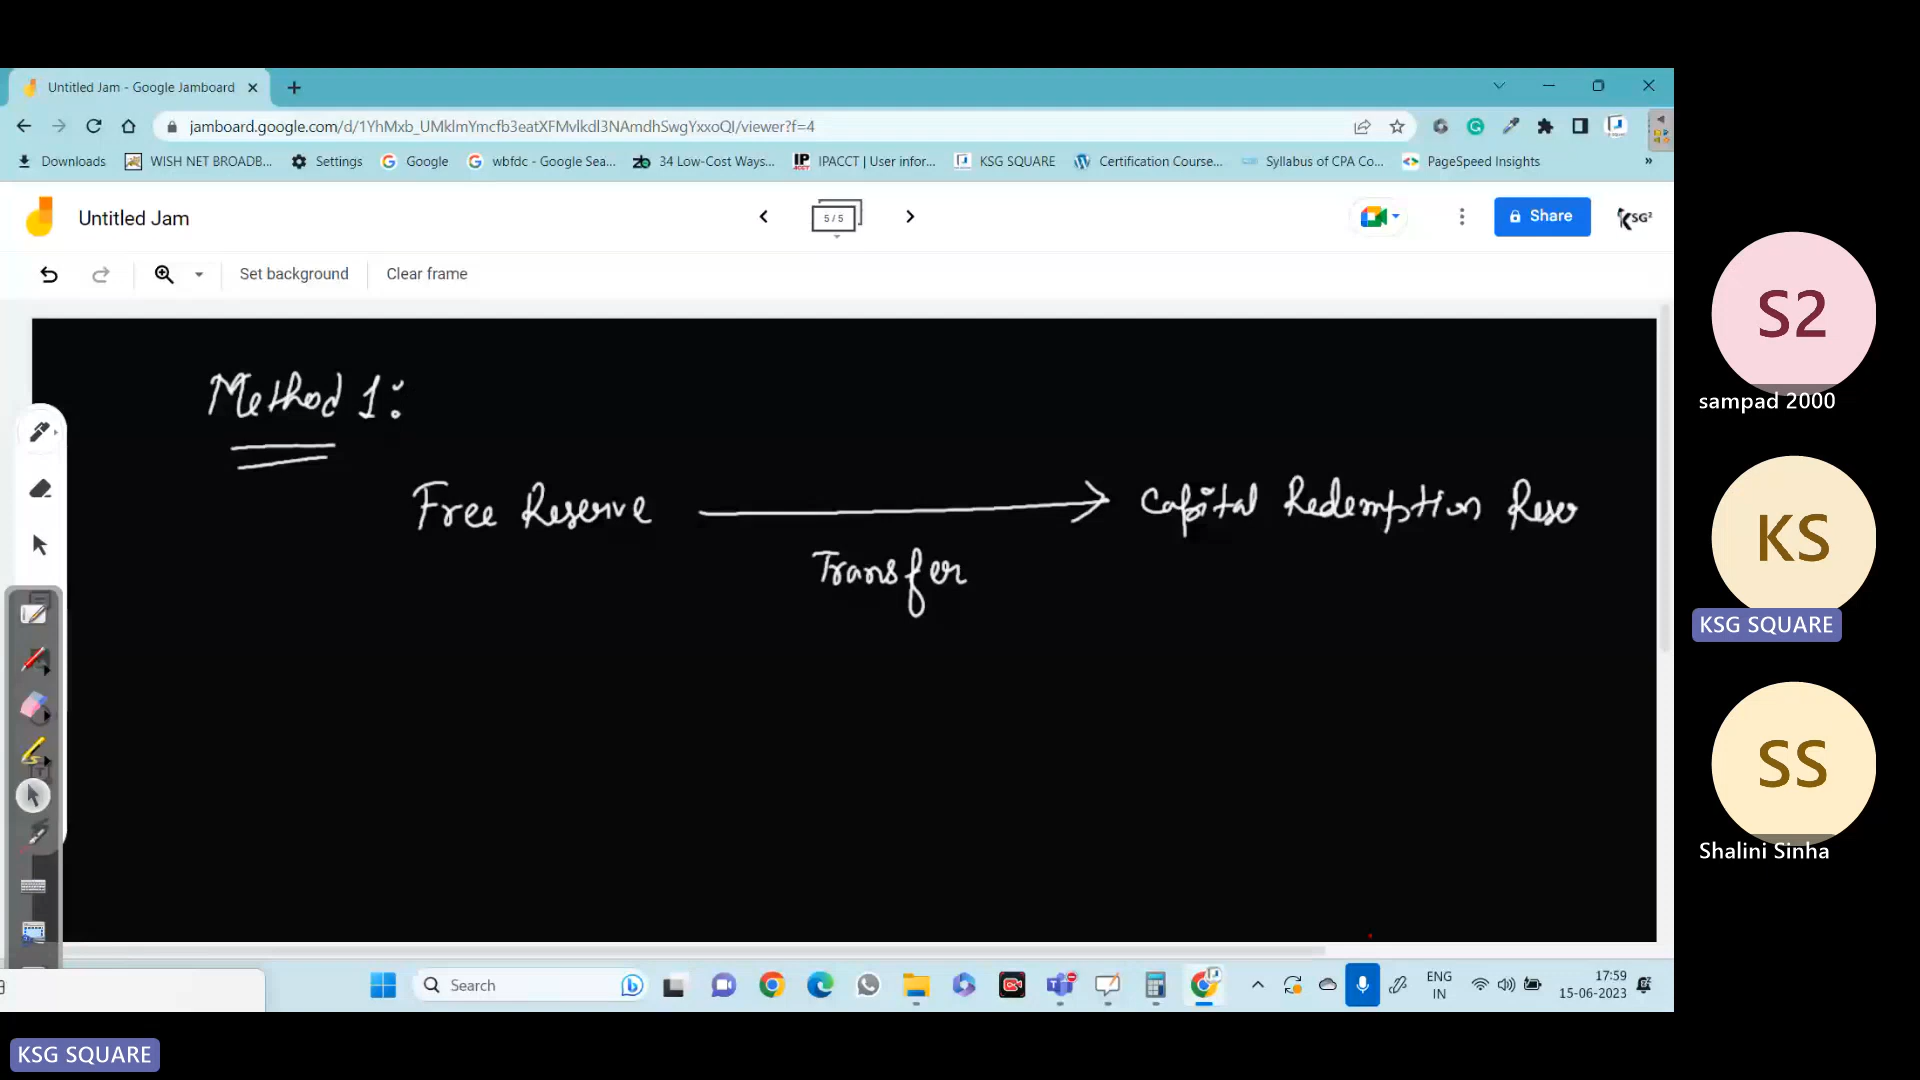 Untitled Jam - Google Jamboard
jamboard.google.com/d/1YhMxb_UMklmYmcfb3eatXFMvlkdl3NAmdhSwgYxxoQI/viewer?f=4
Downloads WISH NET BROADB... Settings Google wbfdc - Google Sea... 34 Low-Cost Ways... IPACCT | User infor... KSG SQUARE Certification Course... Syllabus of CPA Co... PageSpeed Insights »
Untitled Jam 5 / 5 Share KSG²
Set background Clear frame
Method 1:
Free Reserve Capital Redemption Reser
Transfer
S2
sampad 2000
KS
KSG SQUARE
SS
Shalini Sinha
Search ENG IN 17:59 15-06-2023
KSG SQUARE